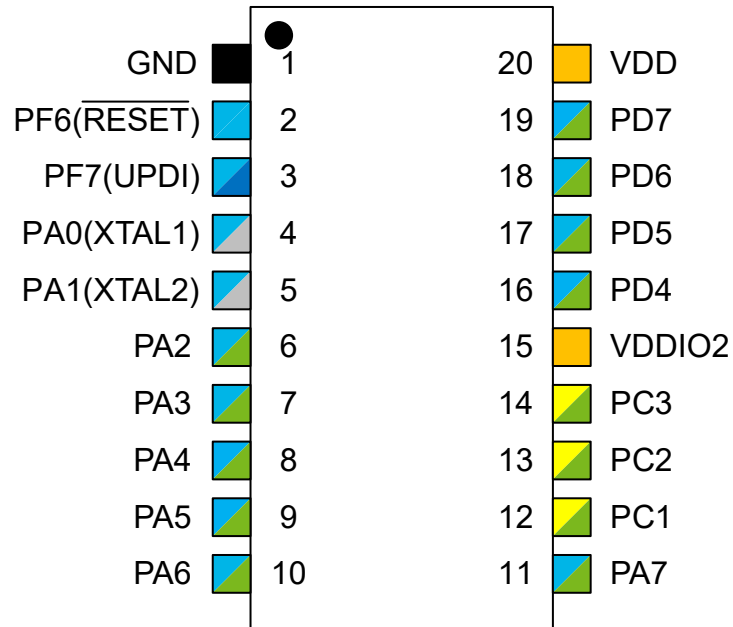 GND 1 20 VDD
PF6(RESET) 2 19 PD7
PF7(UPDI) 3 18 PD6
PA0(XTAL1) 4 17 PD5
PA1(XTAL2) 5 16 PD4
PA2 6 15 VDDIO2
PA3 7 14 PC3
PA4 8 13 PC2
PA5 9 12 PC1
PA6 10 11 PA7